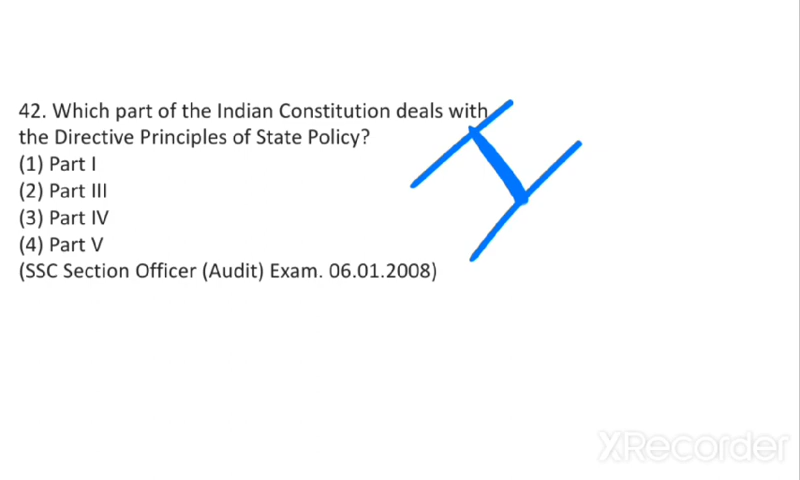 42. Which part of the Indian Constitution deals with
the Directive Principles of State Policy?
(1) Part I
(2) Part III
(3) Part IV
(4) Part V
(SSC Section Officer (Audit) Exam. 06.01.2008)
XRecorder